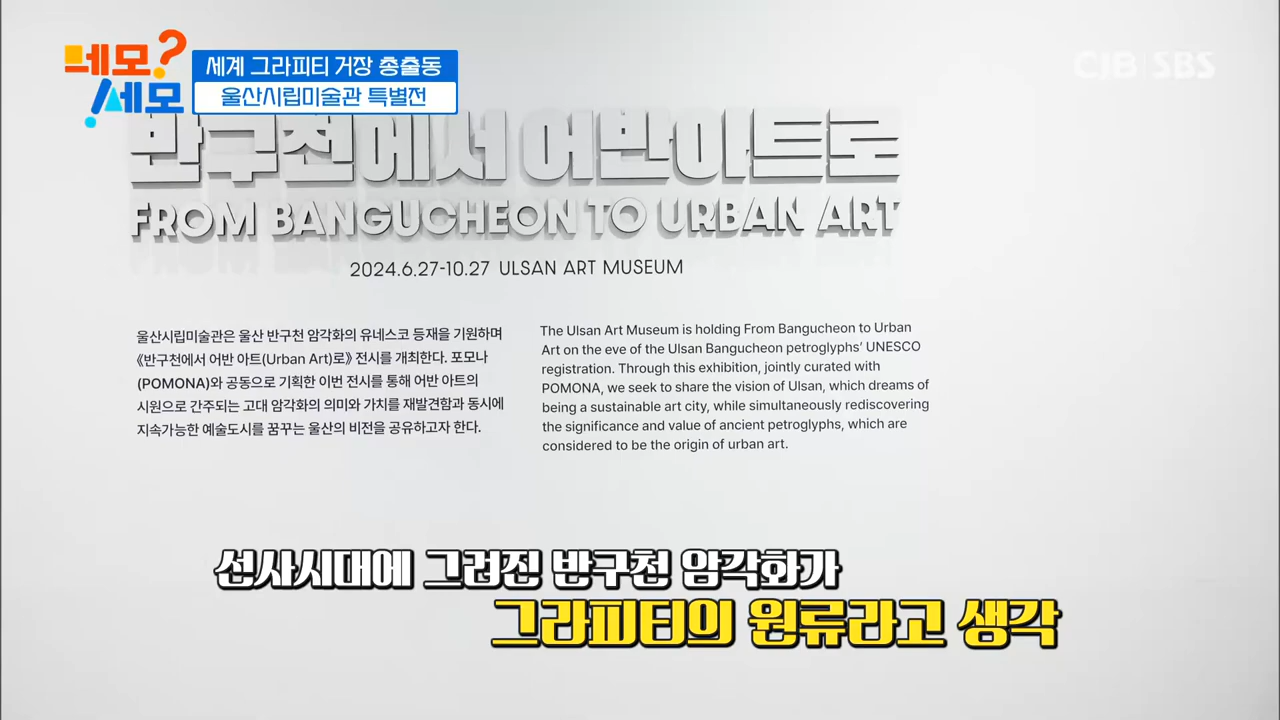 네모?
!세모
세계 그라피티 거장 총출동
울산시립미술관 특별전
CJB SBS
반구천에서 어반아트로
FROM BANGUCHEON TO URBAN ART
2024.6.27-10.27 ULSAN ART MUSEUM
울산시립미술관은 울산 반구천 암각화의 유네스코 등재을 기원하며
《반구천에서 어반 아트(Urban Art)로》 전시를 개최한다. 포모나
(POMONA)와 공동으로 기획한 이번 전시를 통해 어반 아트의
시원으로 간주되는 고대 암각화의 의미와 가치를 재발견함과 동시에
지속가능한 예술도시를 꿈꾸는 울산의 비전을 공유하고자 한다.
The Ulsan Art Museum is holding From Bangucheon to Urban
Art on the eve of the Ulsan Bangucheon petroglyphs' UNESCO
registration. Through this exhibition, jointly curated with
POMONA, we seek to share the vision of Ulsan, which dreams of
being a sustainable art city, while simultaneously rediscovering
the significance and value of ancient petroglyphs, which are
considered to be the origin of urban art.
선사시대에 그려진 반구천 암각화가
그라피티의 원류라고 생각